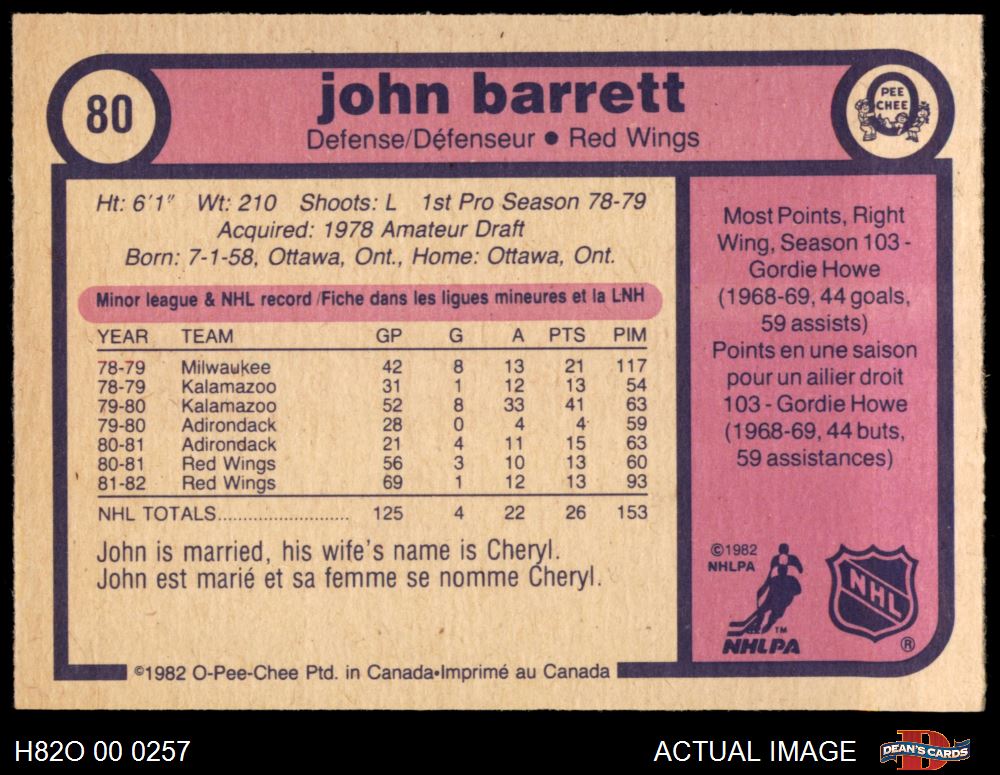 80
john barrett
Defense/Défenseur ● Red Wings
PEE
CHEE
Ht: 6'1" Wt: 210 Shoots: L 1st Pro Season 78-79
Acquired: 1978 Amateur Draft
Born: 7-1-58, Ottawa, Ont., Home: Ottawa, Ont.
Minor league & NHL record/Fiche dans les ligues mineures et la LNH
YEAR TEAM GP G A PTS PIM
78-79 Milwaukee 42 8 13 21 117
78-79 Kalamazoo 31 1 12 13 54
79-80 Kalamazoo 52 8 33 41 63
79-80 Adirondack 28 0 4 4 59
80-81 Adirondack 21 4 11 15 63
80-81 Red Wings 56 3 10 13 60
81-82 Red Wings 69 1 12 13 93
NHL TOTALS.......................... 125 4 22 26 153
John is married, his wife's name is Cheryl.
John est marié et sa femme se nomme Cheryl.
©1982 O-Pee-Chee Ptd. in Canada•Imprimé au Canada
Most Points, Right
Wing, Season 103 -
Gordie Howe
(1968-69, 44 goals,
59 assists)
Points en une saison
pour un ailier droit
103 - Gordie Howe
(1968-69, 44 buts,
59 assistances)
©1982
NHLPA
TM
NHLPA
NHL
®
H82O 00 0257
ACTUAL IMAGE
D
DEAN'S CARDS